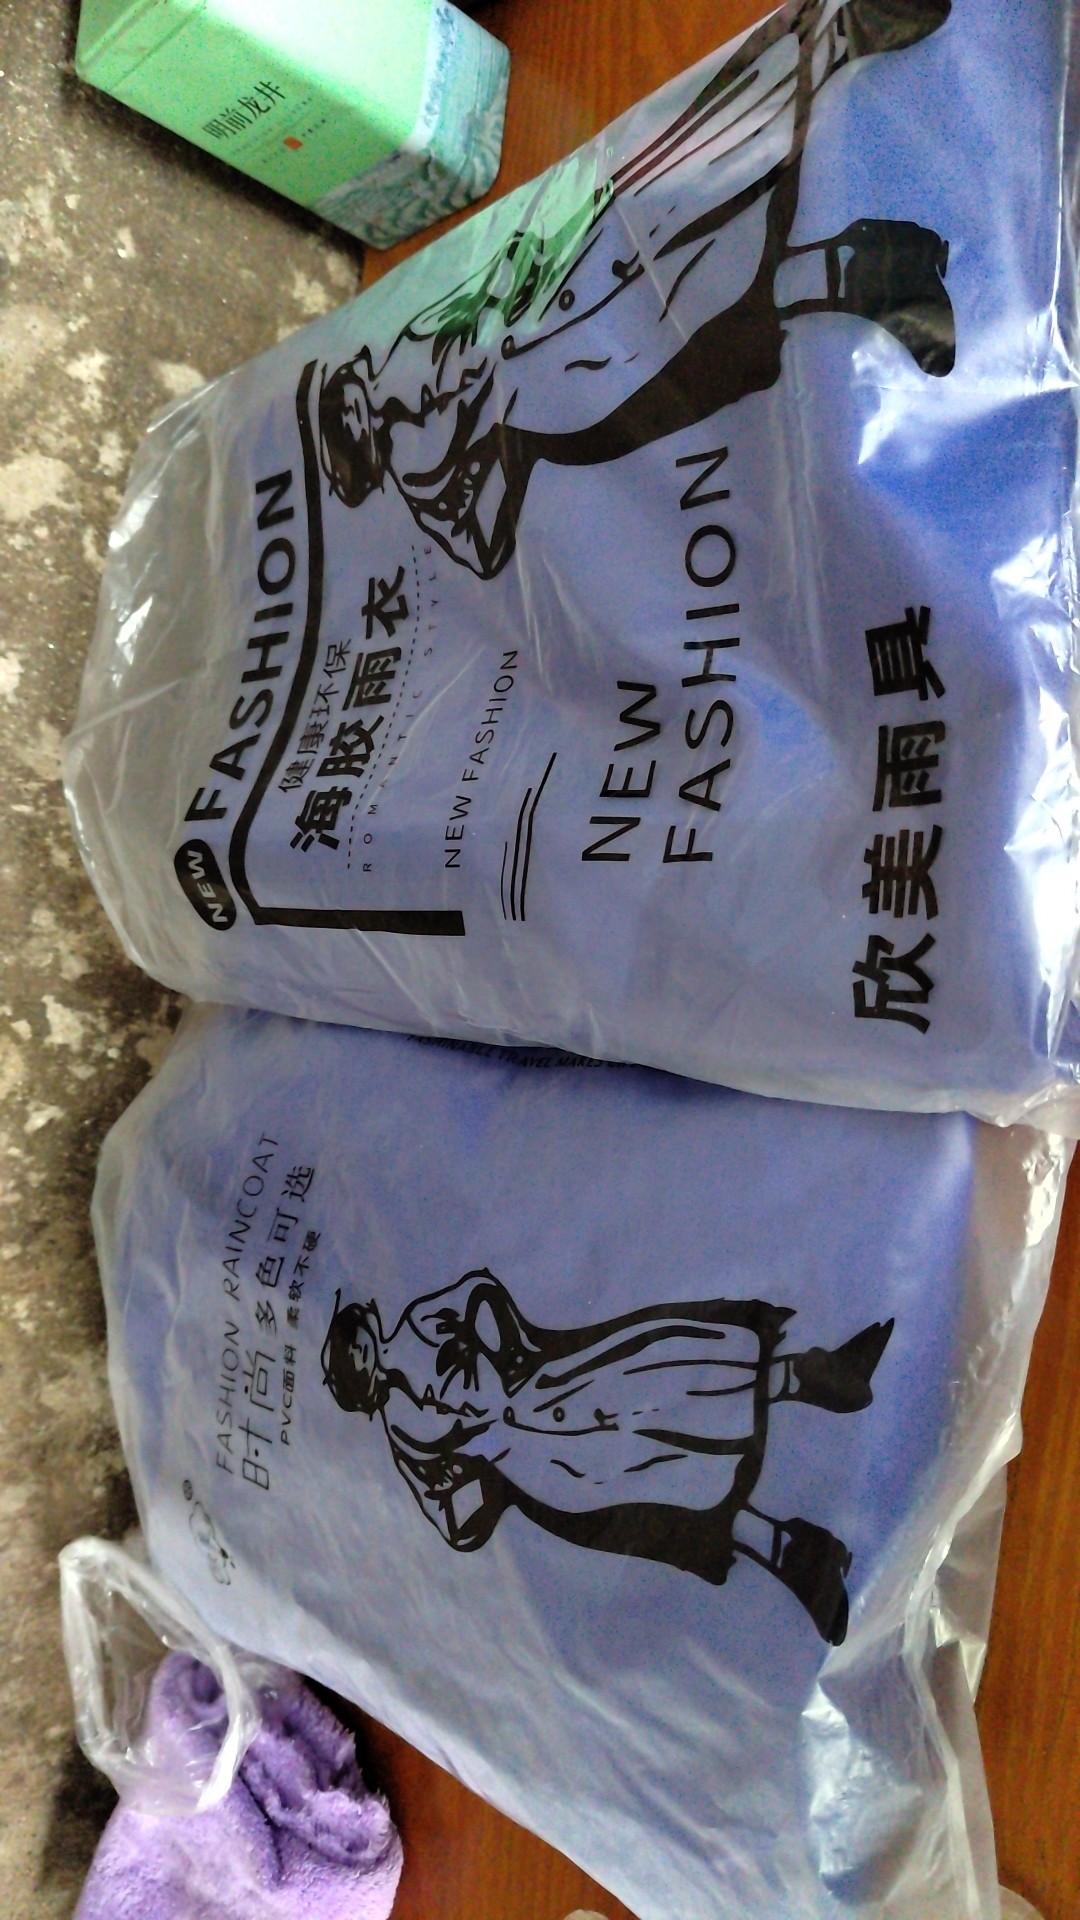 明前龙井
NEW
FASHION
健康环保
海胶雨衣
ROMANTIC STYLE
NEW FASHION
NEW
FASHION
欣美雨具
FASHION RAINCOAT
时尚 多色可选
PVC面料 柔软不硬